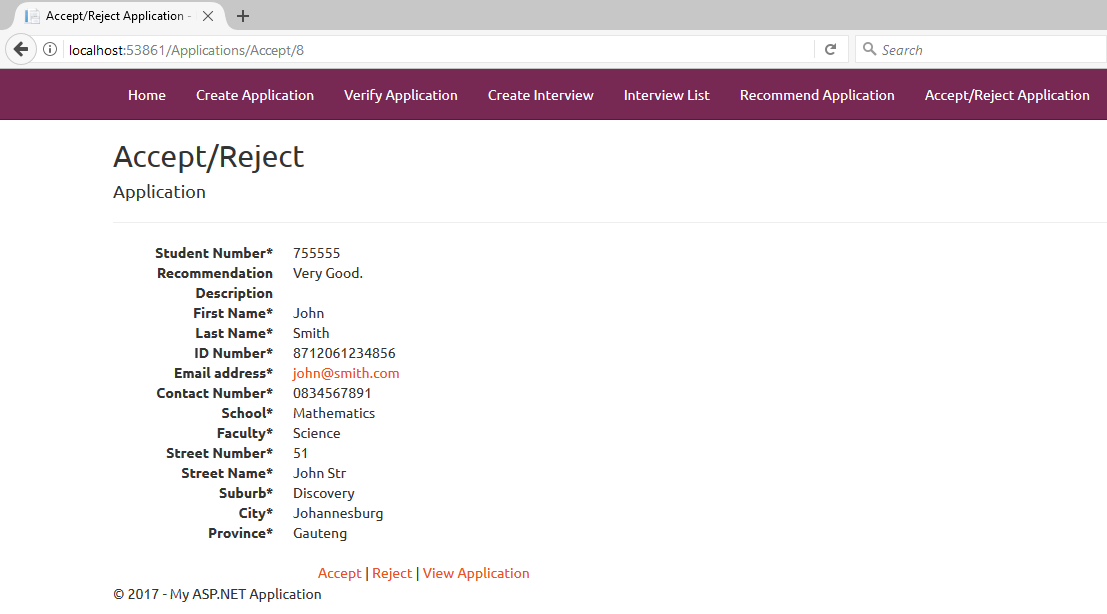 Accept/Reject Application -
localhost:53861/Applications/Accept/8
Search
Home Create Application Verify Application Create Interview Interview List Recommend Application Accept/Reject Application
Accept/Reject
Application
Student Number* 755555
Recommendation Very Good.
Description
First Name* John
Last Name* Smith
ID Number* 8712061234856
Email address* john@smith.com
Contact Number* 0834567891
School* Mathematics
Faculty* Science
Street Number* 51
Street Name* John Str
Suburb* Discovery
City* Johannesburg
Province* Gauteng
Accept | Reject | View Application
© 2017 - My ASP.NET Application